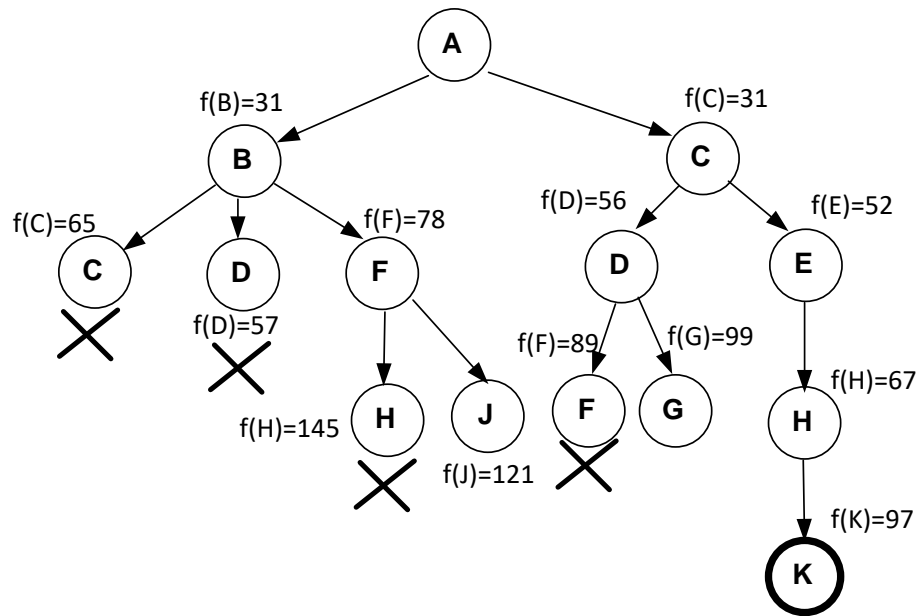 A
f(B)=31
f(C)=31
B
C
f(C)=65
f(F)=78
f(D)=56
f(E)=52
C
D
F
D
E
f(D)=57
f(F)=89
f(G)=99
f(H)=67
H
J
F
G
H
f(H)=145
f(J)=121
f(K)=97
K